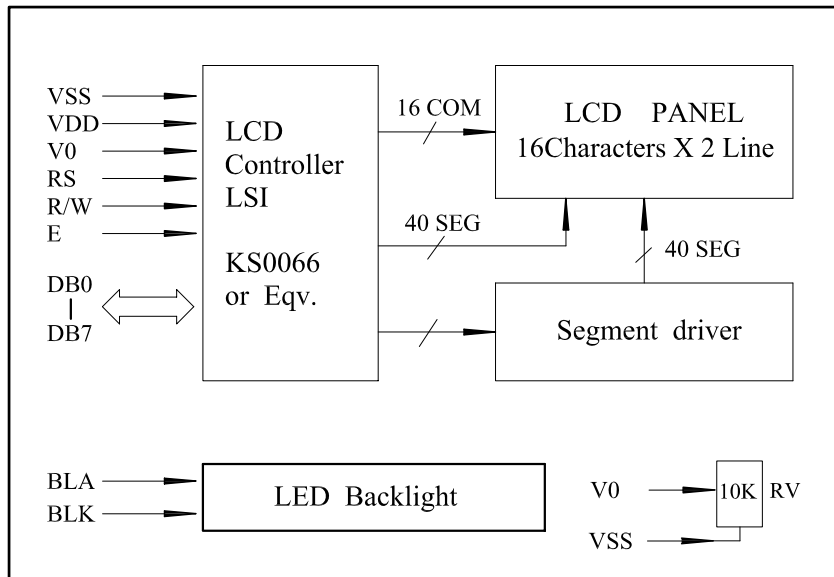 VSS
VDD
V0
RS
R/W
E
DB0
DB7
LCD
Controller
LSI
KS0066
or Eqv.
16 COM
40 SEG
LCD PANEL
16Characters X 2 Line
40 SEG
Segment driver
BLA
BLK
LED Backlight
V0
VSS
10K
RV